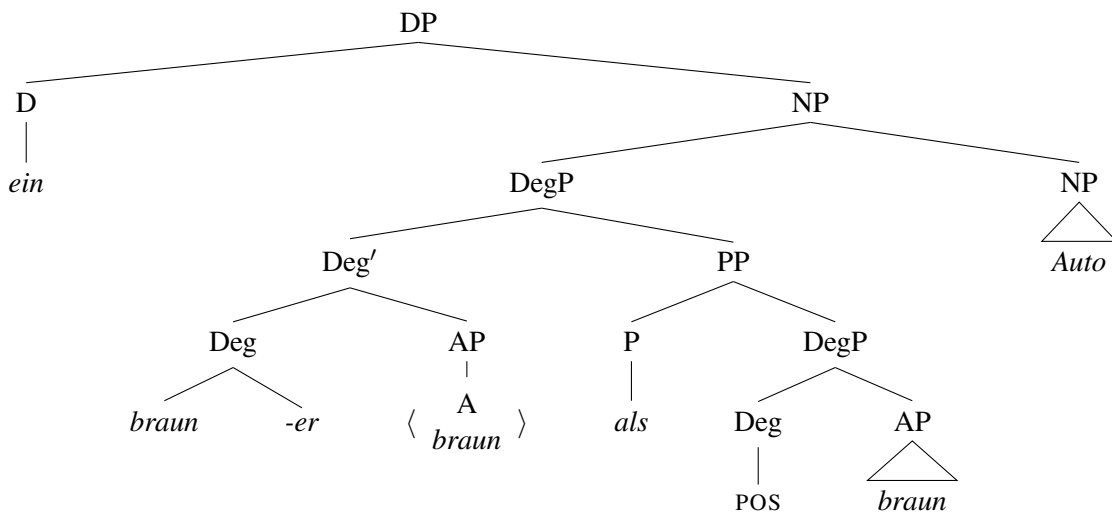 DP
D NP
ein DegP NP
Deg′ PP Auto
Deg AP P DegP
braun -er ⟨ A ⟩ als Deg AP
braun
POS braun